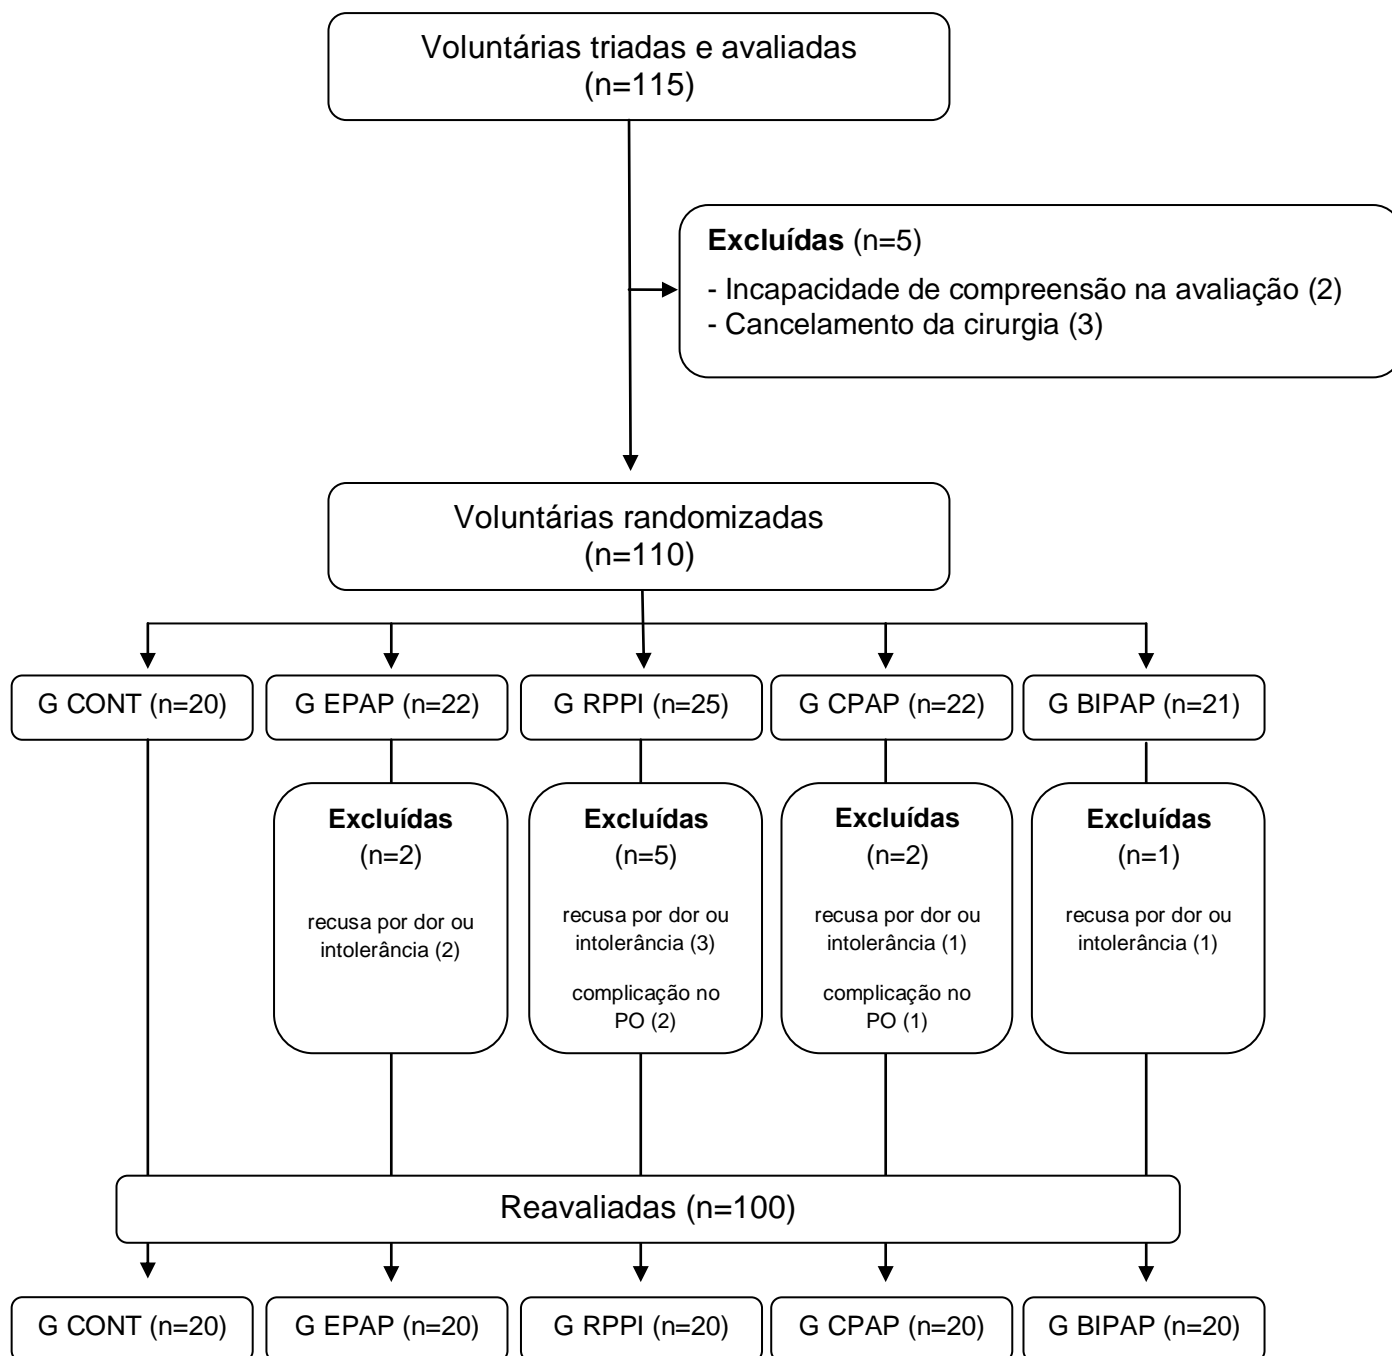 Voluntárias triadas e avaliadas
(n=115)
Excluídas (n=5)
- Incapacidade de compreensão na avaliação (2)
- Cancelamento da cirurgia (3)
Voluntárias randomizadas
(n=110)
G CONT (n=20)
G EPAP (n=22)
G RPPI (n=25)
G CPAP (n=22)
G BIPAP (n=21)
Excluídas
(n=2)
recusa por dor ou
intolerância (2)
Excluídas
(n=5)
recusa por dor ou
intolerância (3)
complicação no
PO (2)
Excluídas
(n=2)
recusa por dor ou
intolerância (1)
complicação no
PO (1)
Excluídas
(n=1)
recusa por dor ou
intolerância (1)
Reavaliadas (n=100)
G CONT (n=20)
G EPAP (n=20)
G RPPI (n=20)
G CPAP (n=20)
G BIPAP (n=20)